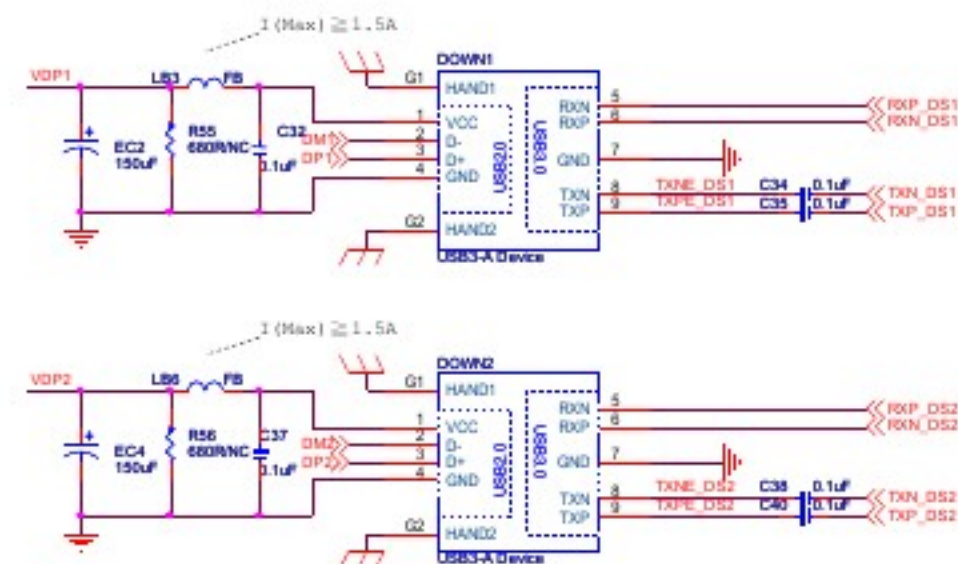 I(Max)≧1.5A
DOWN1
VDP1
LB3 FB
G1 HAND1
RXN 5 RXP_DS1
1 VCC
RXP 6 RXN_DS1
R55
680R/NC
C32
0.1uF
DM1 2 D-
DP1 3 D+
4 GND
EC2
150uF
USB2.0
USB3.0
GND 7
TXN 8 TXNE_DS1 C34 0.1uF TXN_DS1
TXP 9 TXPE_DS1 C35 0.1uF TXP_DS1
G2 HAND2
USB3-A Device
I(Max)≧1.5A
DOWN2
VDP2
LB6 FB
G1 HAND1
RXN 5 RXP_DS2
1 VCC
RXP 6 RXN_DS2
R56
680R/NC
C37
0.1uF
DM2 2 D-
DP2 3 D+
4 GND
EC4
150uF
USB2.0
USB3.0
GND 7
TXN 8 TXNE_DS2 C38 0.1uF TXN_DS2
TXP 9 TXPE_DS2 C40 0.1uF TXP_DS2
G2 HAND2
USB3-A Device